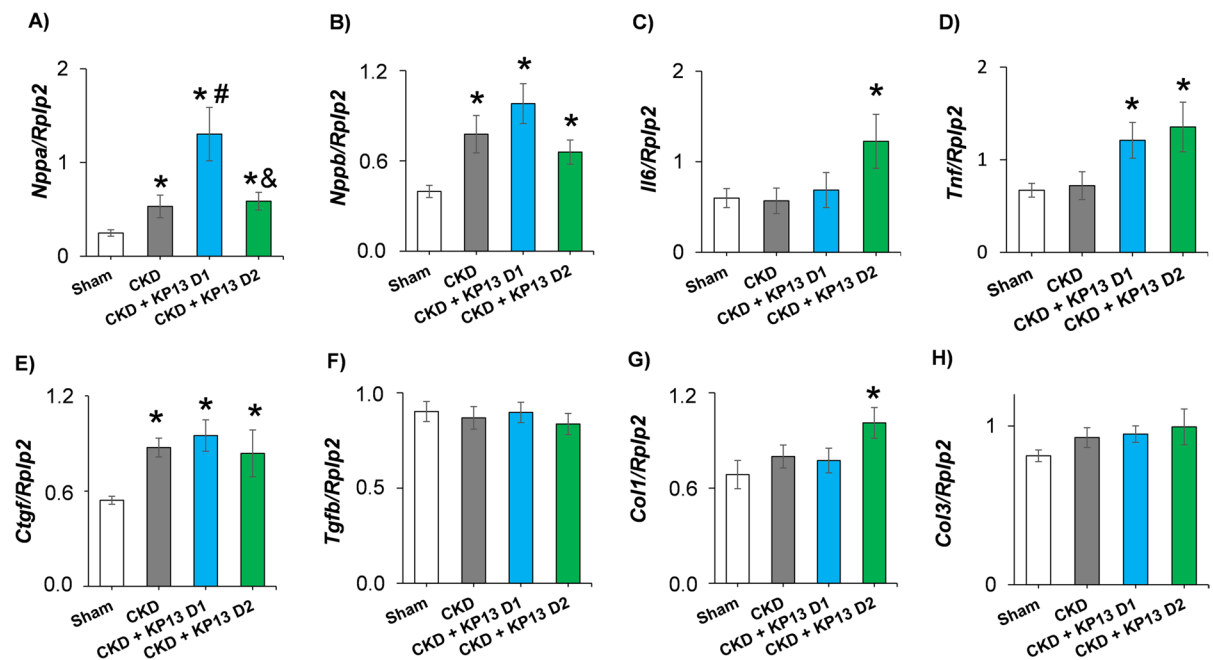 A)
Nppa/Rplp2
2
1
0
*
* #
*&
Sham
CKD
CKD + KP13 D1
CKD + KP13 D2
B)
Nppb/Rplp2
1.2
0.6
0.0
*
*
*
Sham
CKD
CKD + KP13 D1
CKD + KP13 D2
C)
Il6/Rplp2
2
1
0
*
Sham
CKD
CKD + KP13 D1
CKD + KP13 D2
D)
Tnf/Rplp2
2
1
0
*
*
Sham
CKD
CKD + KP13 D1
CKD + KP13 D2
E)
Ctgf/Rplp2
1.2
0.6
0.0
*
*
*
Sham
CKD
CKD + KP13 D1
CKD + KP13 D2
F)
Tgfb/Rplp2
1.0
0.5
0.0
Sham
CKD
CKD + KP13 D1
CKD + KP13 D2
G)
Col1/Rplp2
1.2
0.6
0.0
*
Sham
CKD
CKD + KP13 D1
CKD + KP13 D2
H)
Col3/Rplp2
1
0
Sham
CKD
CKD + KP13 D1
CKD + KP13 D2